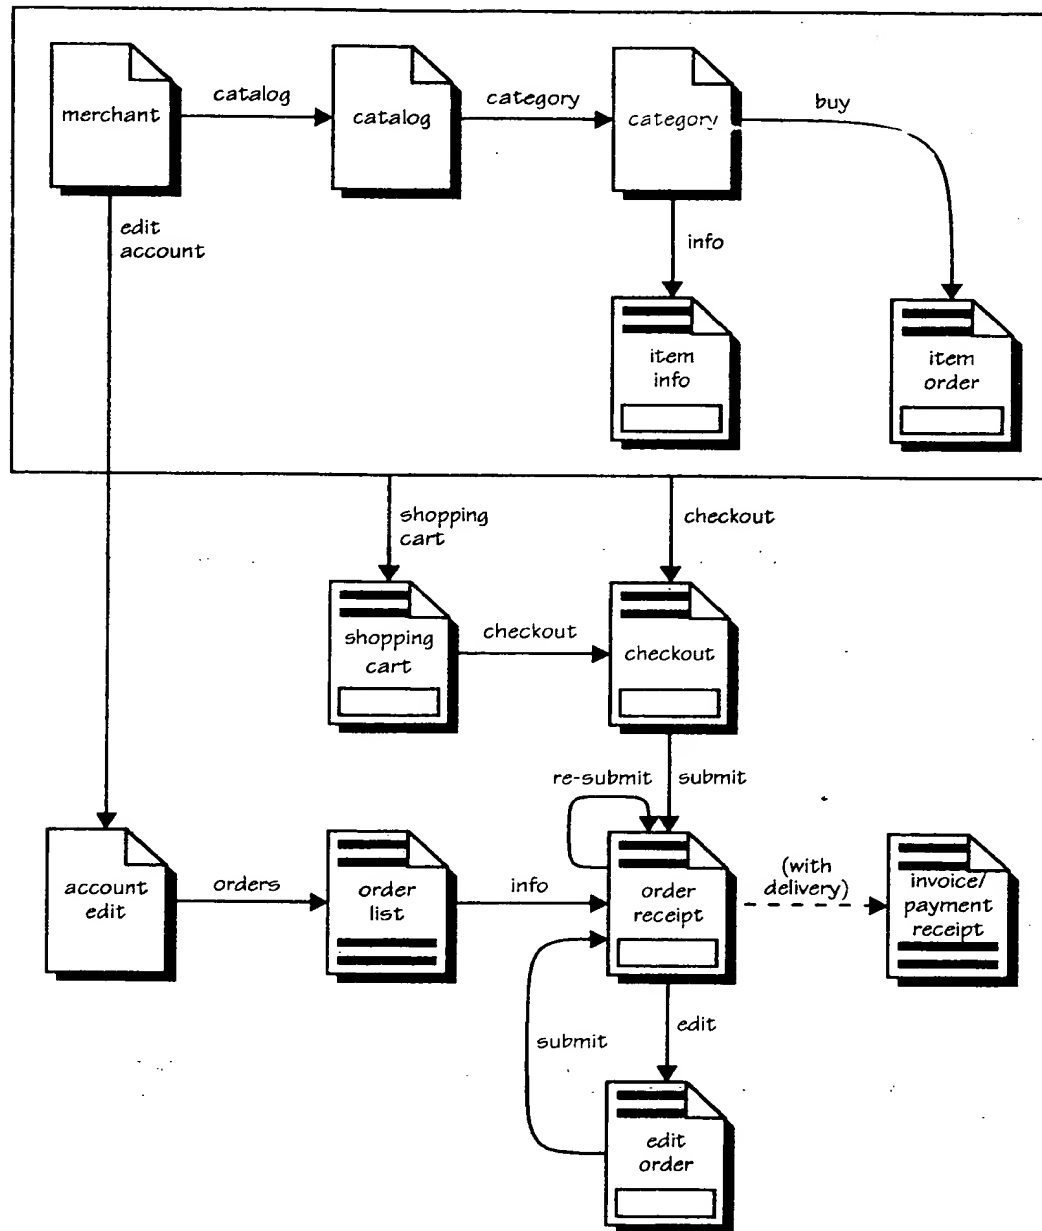 merchant
catalog
catalog
category
category
buy
edit
account
info
item
info
item
order
shopping
cart
checkout
shopping
cart
checkout
checkout
re-submit
submit
account
edit
orders
order
list
info
order
receipt
(with
delivery)
invoice/
payment
receipt
submit
edit
edit
order